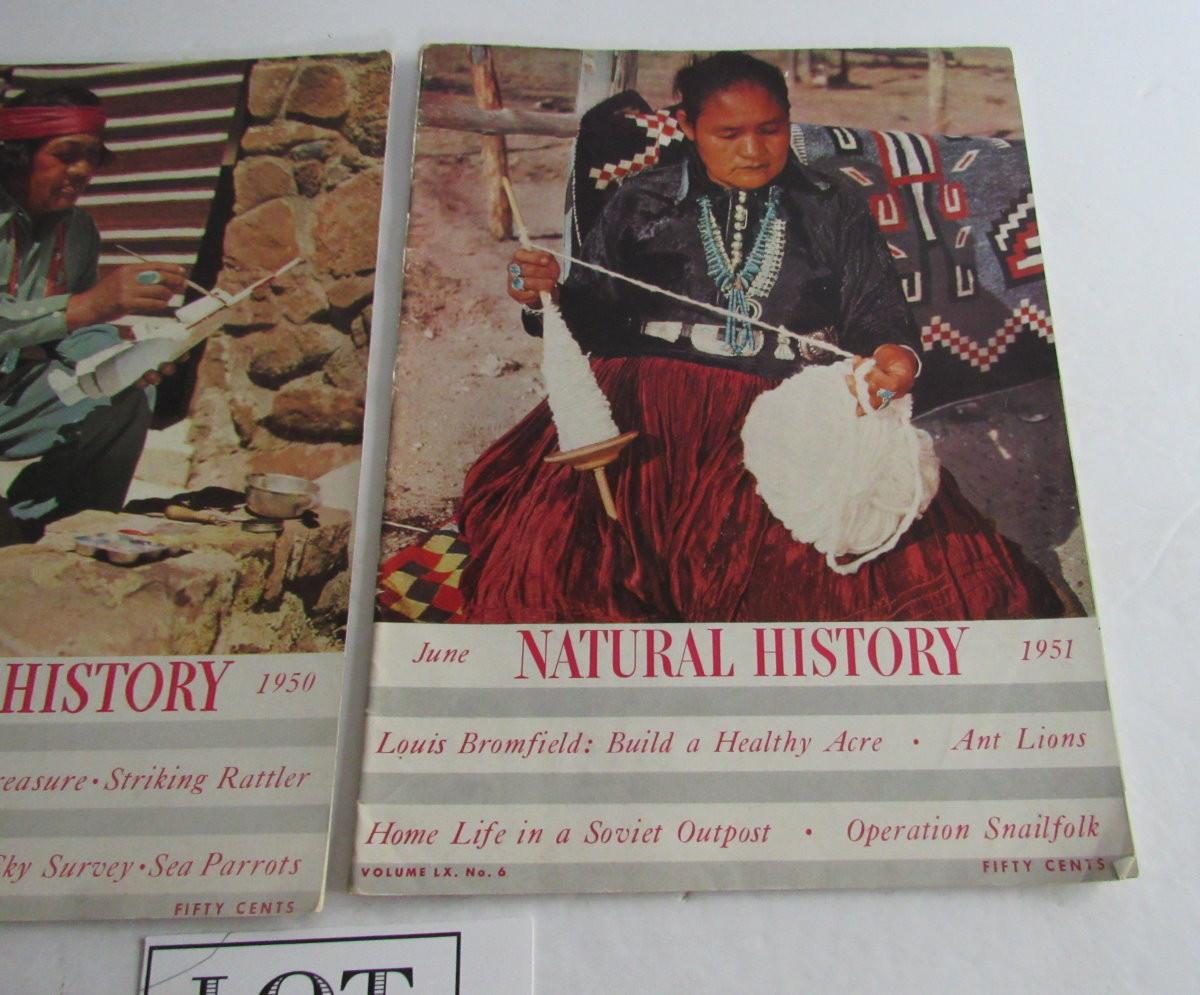 HISTORY 1950
Striking Rattler
Sky Survey • Sea Parrots
FIFTY CENTS
June NATURAL HISTORY 1951
Louis Bromfield: Build a Healthy Acre • Ant Lions
Home Life in a Soviet Outpost • Operation Snailfolk
VOLUME LX. No. 6 FIFTY CENTS
LOT